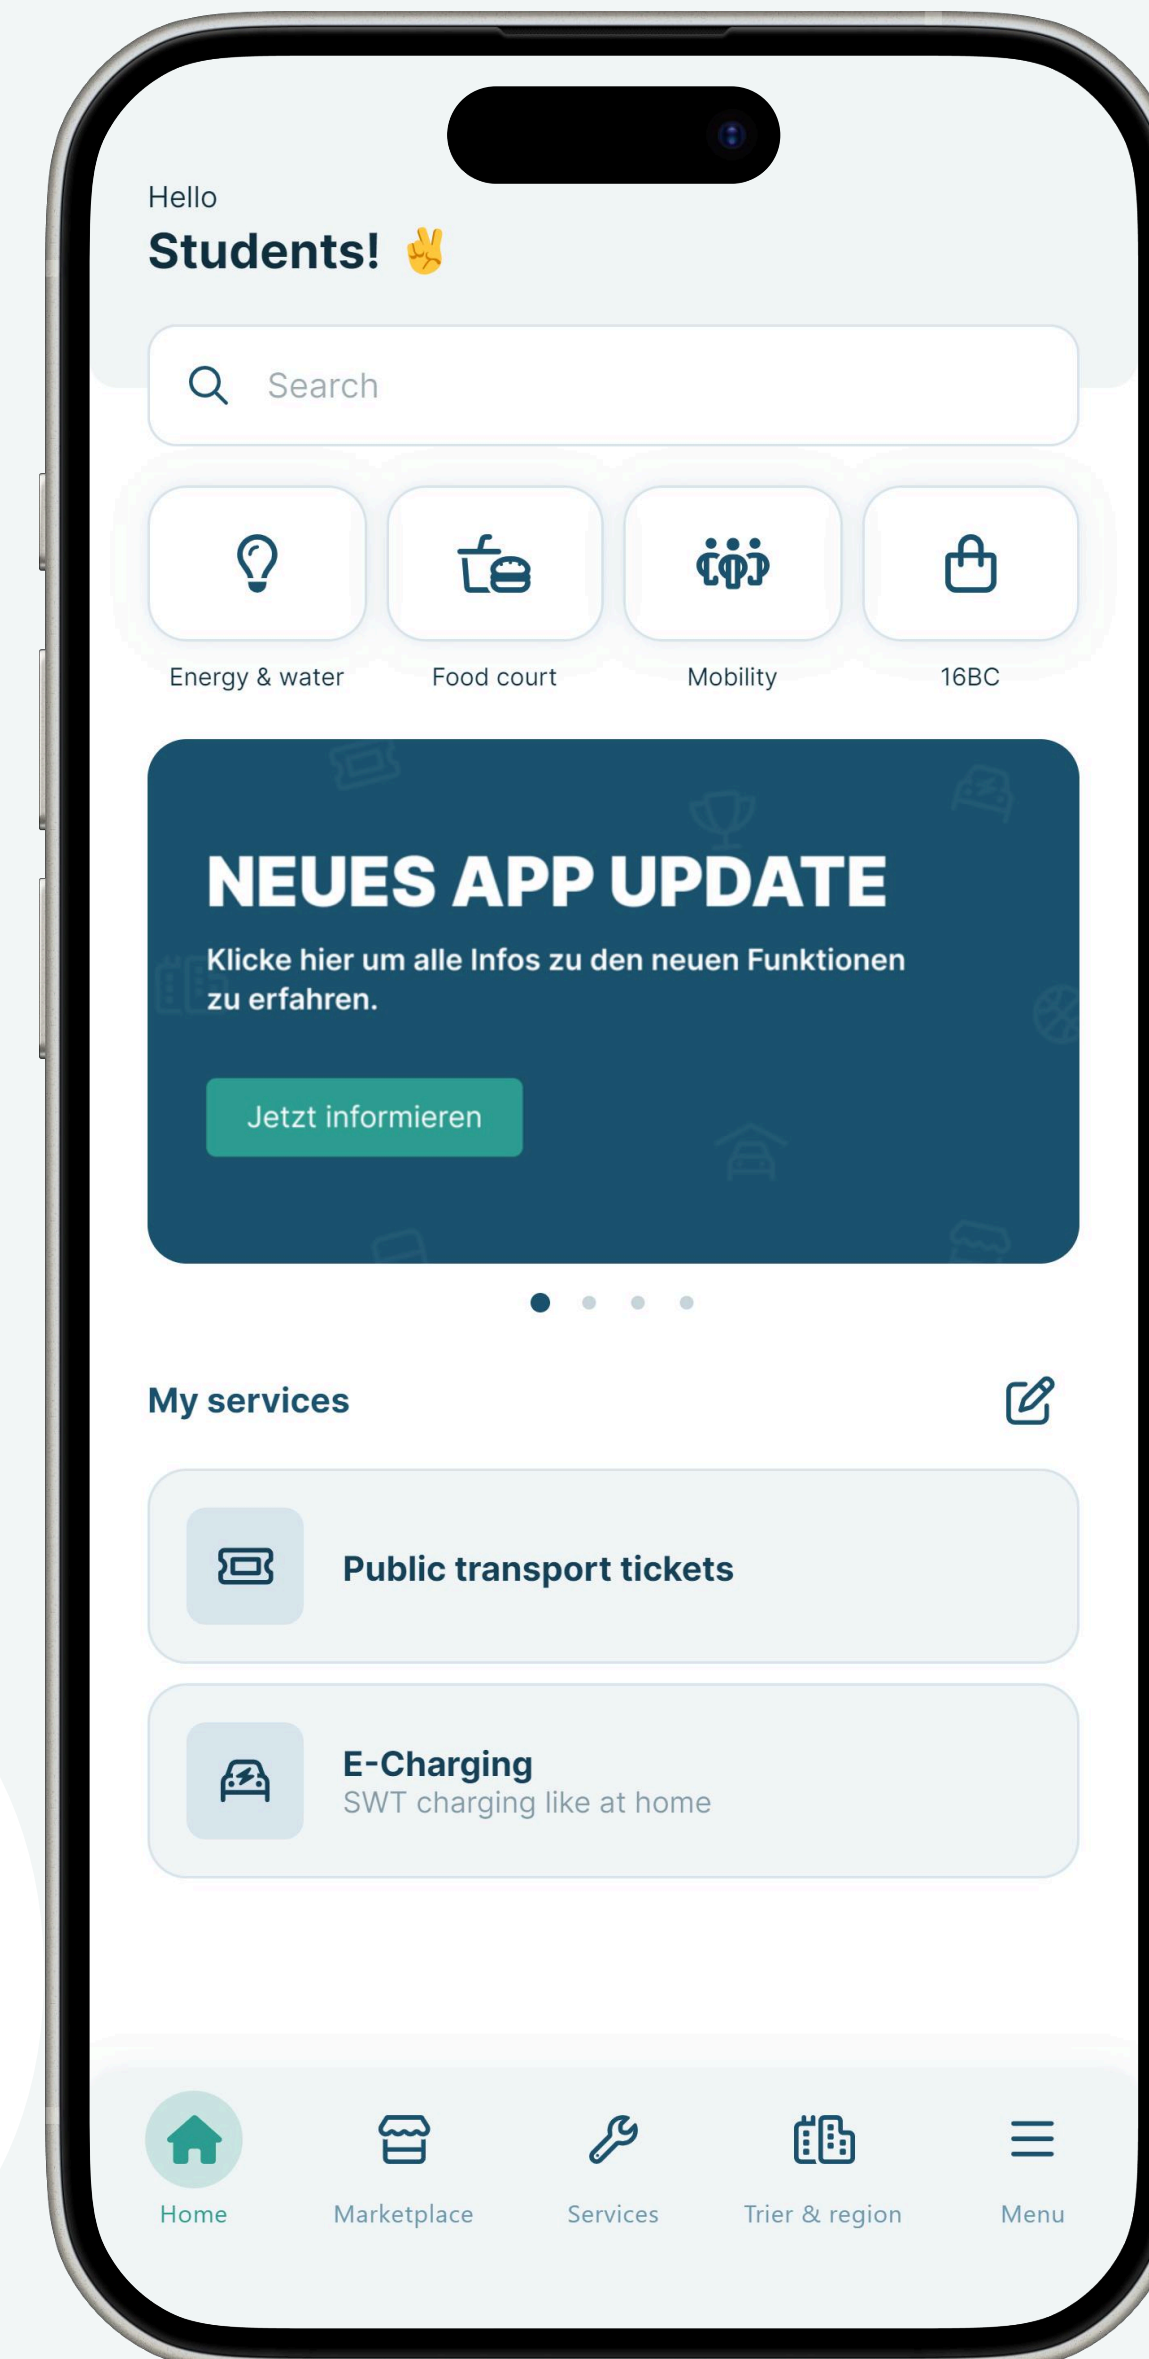 Hello
Students! ✌️
Search
Energy & water
Food court
Mobility
16BC
NEUES APP UPDATE
Klicke hier um alle Infos zu den neuen Funktionen
zu erfahren.
Jetzt informieren
My services
Public transport tickets
E-Charging
SWT charging like at home
Home
Marketplace
Services
Trier & region
Menu